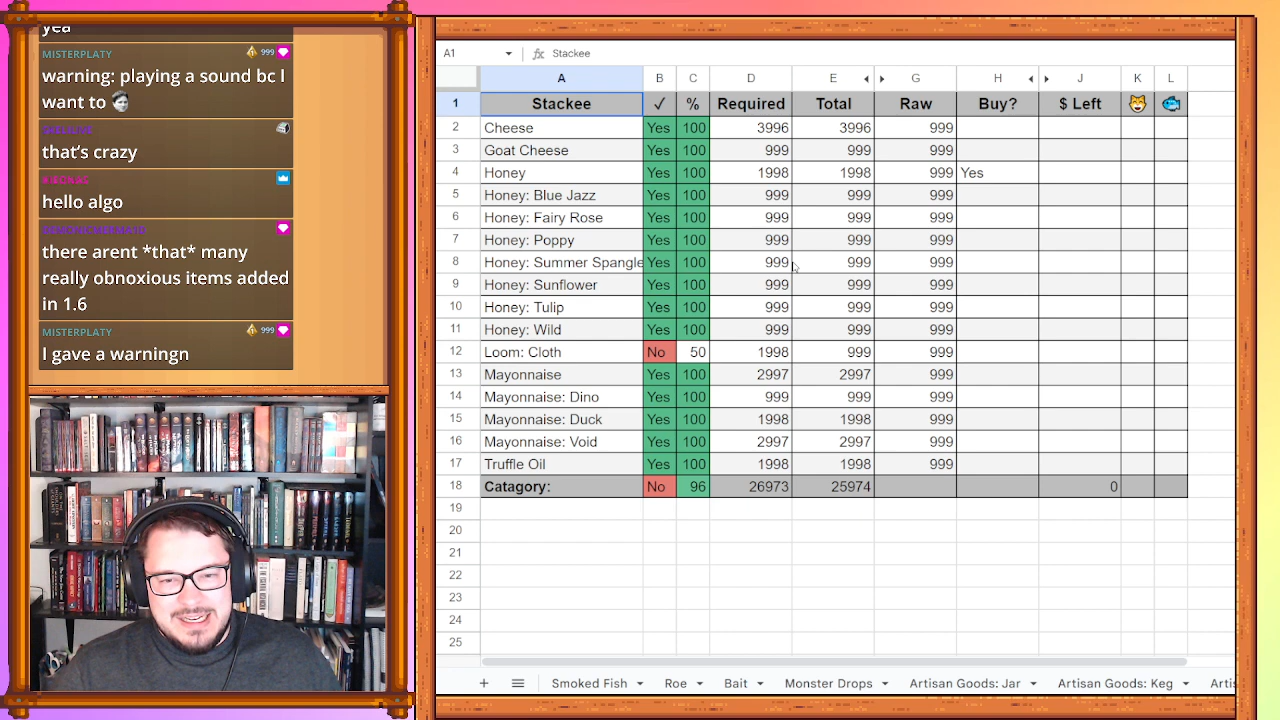 yea
MISTERPLATY 999
warning: playing a sound bc I
want to
that's crazy
hello algo
there arent *that* many
really obnoxious items added
in 1.6
MISTERPLATY 999
I gave a warningn
A1 fx Stackee
A B C D E G H J K L
1 Stackee ✓ % Required Total Raw Buy? $ Left
2 Cheese Yes 100 3996 3996 999
3 Goat Cheese Yes 100 999 999 999
4 Honey Yes 100 1998 1998 999 Yes
5 Honey: Blue Jazz Yes 100 999 999 999
6 Honey: Fairy Rose Yes 100 999 999 999
7 Honey: Poppy Yes 100 999 999 999
8 Honey: Summer Spangle Yes 100 999 999 999
9 Honey: Sunflower Yes 100 999 999 999
10 Honey: Tulip Yes 100 999 999 999
11 Honey: Wild Yes 100 999 999 999
12 Loom: Cloth No 50 1998 999 999
13 Mayonnaise Yes 100 2997 2997 999
14 Mayonnaise: Dino Yes 100 999 999 999
15 Mayonnaise: Duck Yes 100 1998 1998 999
16 Mayonnaise: Void Yes 100 2997 2997 999
17 Truffle Oil Yes 100 1998 1998 999
18 Catagory: No 96 26973 25974 0
19
20
21
22
23
24
25
+ Smoked Fish Roe Bait Monster Drops Artisan Goods: Jar Artisan Goods: Keg Artis